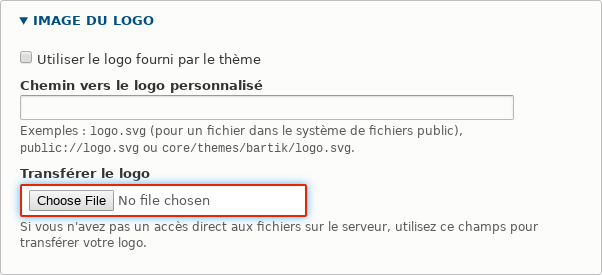 IMAGE DU LOGO
Utiliser le logo fourni par le thème
Chemin vers le logo personnalisé
Exemples : logo.svg (pour un fichier dans le système de fichiers public),
public://logo.svg ou core/themes/bartik/logo.svg.
Transférer le logo
Choose File No file chosen
Si vous n'avez pas un accès direct aux fichiers sur le serveur, utilisez ce champs pour
transférer votre logo.